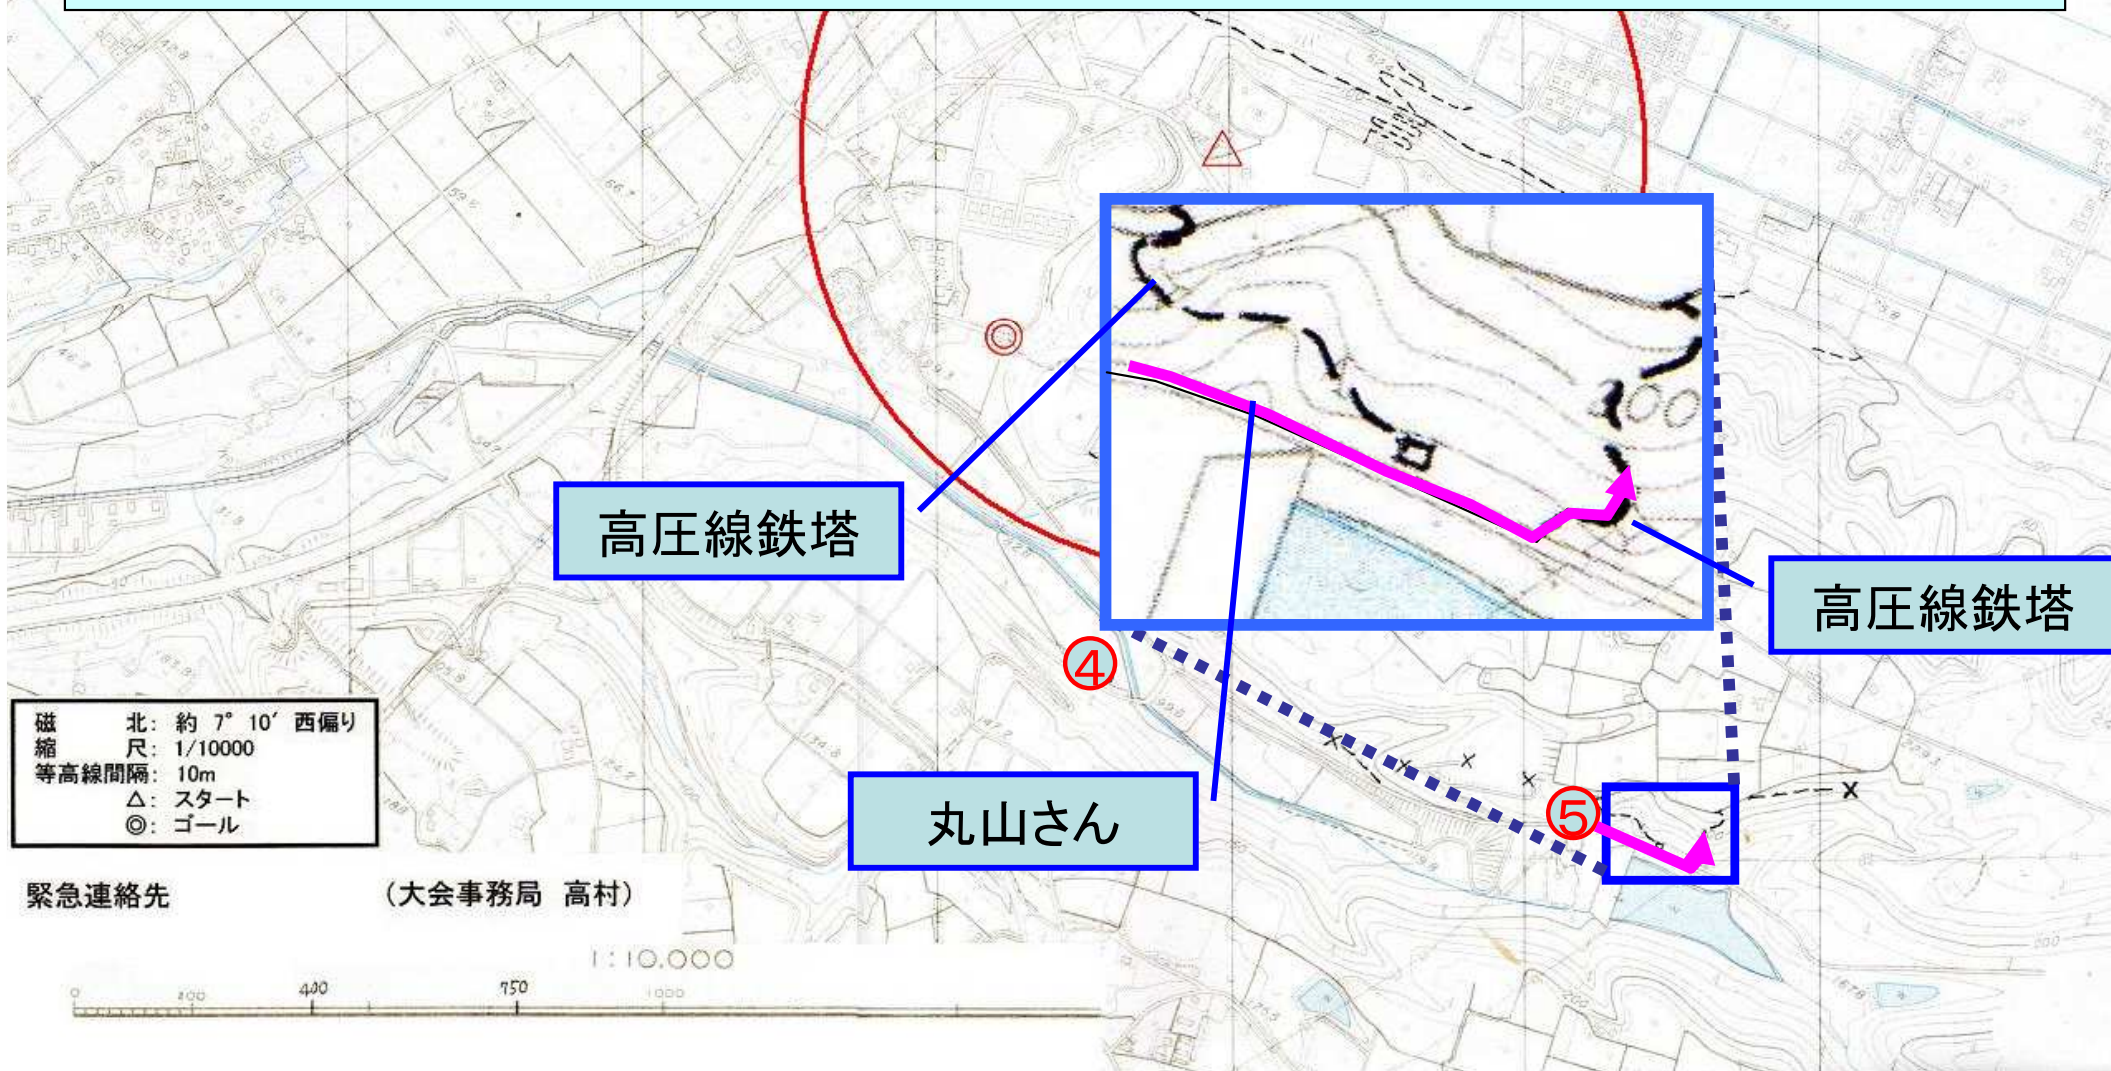 高圧線鉄塔
高圧線鉄塔
④
丸山さん
⑤
磁 北: 約 7° 10′ 西偏り
縮 尺: 1/10000
等高線間隔: 10m
△: スタート
◎: ゴール
緊急連絡先 (大会事務局 高村)
1:10,000
0 200 400 750 1000